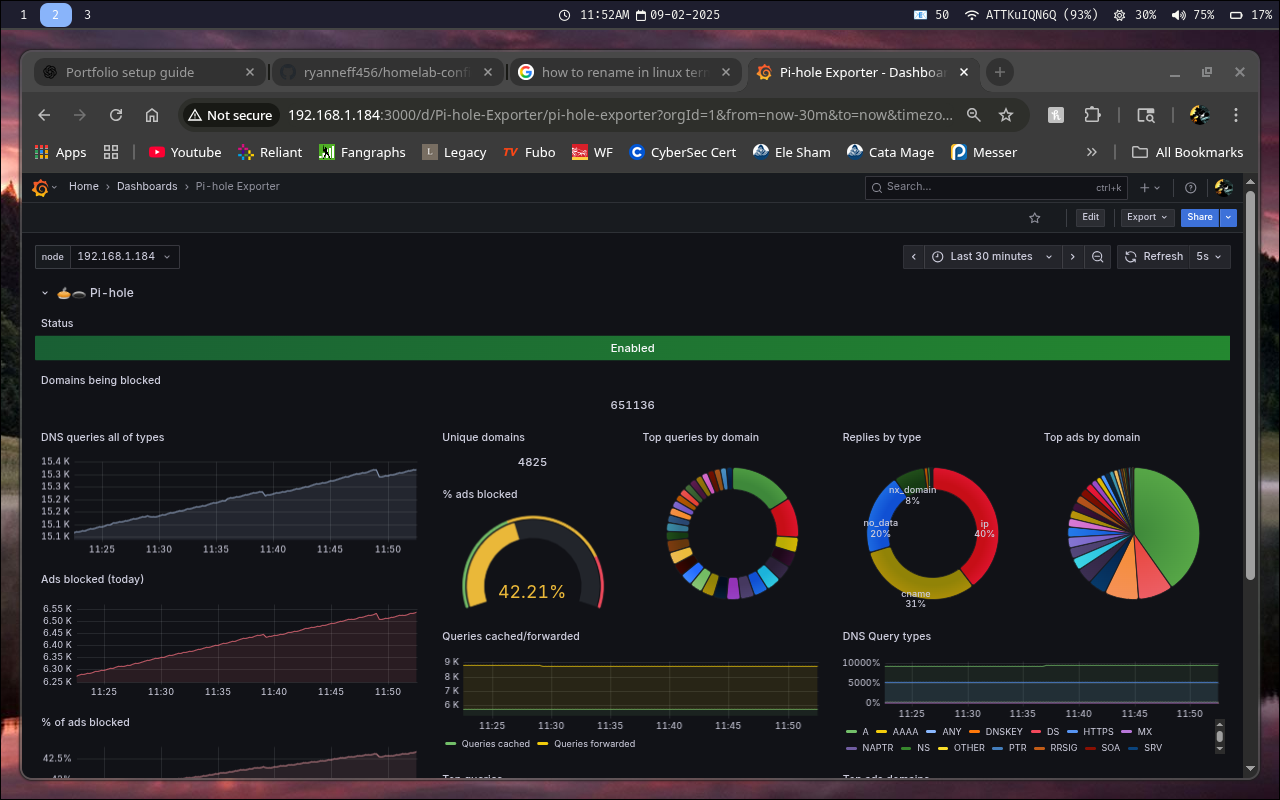 1 2 3 11:52AM 09-02-2025 50 ATTKuIQN6Q (93%) 30% 75% 17%
Portfolio setup guide ryanneff456/homelab-conf how to rename in linux ter Pi-hole Exporter - Dashboa
Not secure 192.168.1.184:3000/d/Pi-hole-Exporter/pi-hole-exporter?orgId=1&from=now-30m&to=now&timezo...
Apps Youtube Reliant Fangraphs L Legacy TV Fubo WF CyberSec Cert Ele Sham Cata Mage Messer » All Bookmarks
Home › Dashboards › Pi-hole Exporter Search... ctrl+k
Edit Export Share
node 192.168.1.184 Last 30 minutes Refresh 5s
Pi-hole
Status
Enabled
Domains being blocked
651136
DNS queries all of types
15.4 K
15.3 K
15.3 K
15.2 K
15.2 K
15.1 K
15.1 K
11:25 11:30 11:35 11:40 11:45 11:50
Unique domains
4825
% ads blocked
42.21%
Top queries by domain
Replies by type
nx_domain
8%
no_data
20%
ip
40%
cname
31%
Top ads by domain
Ads blocked (today)
6.55 K
6.50 K
6.45 K
6.40 K
6.35 K
6.30 K
6.25 K
11:25 11:30 11:35 11:40 11:45 11:50
Queries cached/forwarded
9 K
8 K
7 K
6 K
11:25 11:30 11:35 11:40 11:45 11:50
Queries cached Queries forwarded
DNS Query types
10000%
5000%
0%
11:25 11:30 11:35 11:40 11:45 11:50
A AAAA ANY DNSKEY DS HTTPS MX
NAPTR NS OTHER PTR RRSIG SOA SRV
% of ads blocked
42.5%